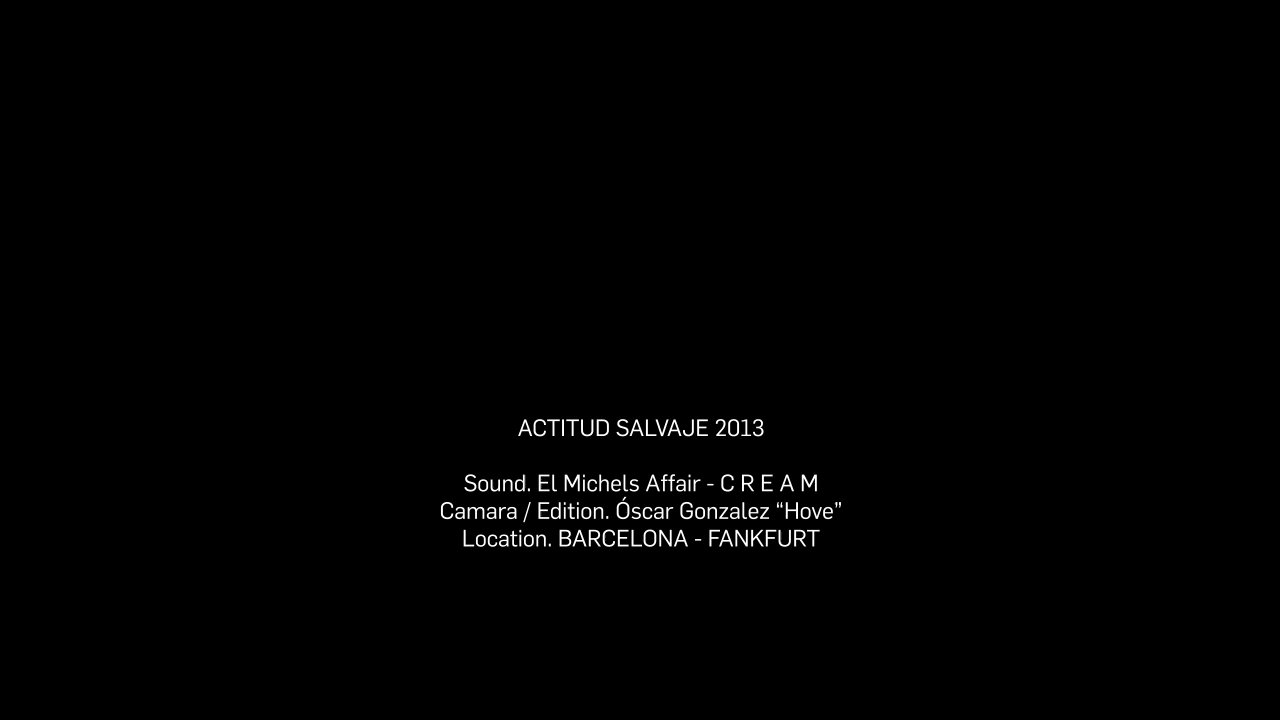 ACTITUD SALVAJE 2013
Sound. El Michels Affair - C R E A M
Camara / Edition. Óscar Gonzalez “Hove”
Location. BARCELONA - FANKFURT